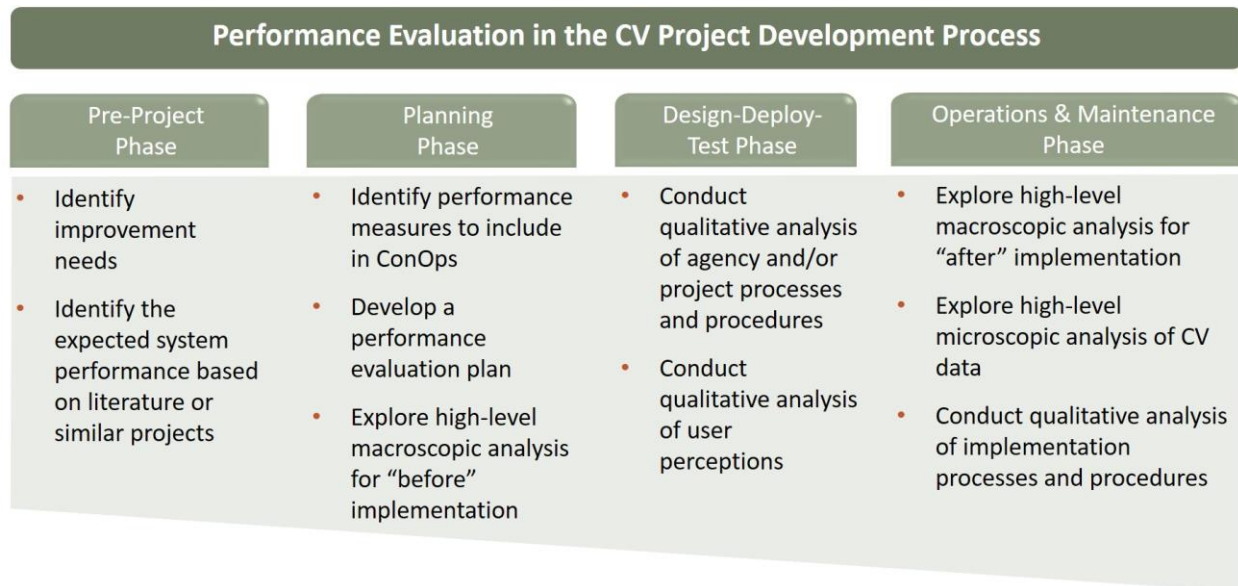 Performance Evaluation in the CV Project Development Process
Pre-Project
Phase
• Identify
improvement
needs
• Identify the
expected system
performance based
on literature or
similar projects
Planning
Phase
• Identify performance
measures to include
in ConOps
• Develop a
performance
evaluation plan
• Explore high-level
macroscopic analysis
for “before”
implementation
Design-Deploy-
Test Phase
• Conduct
qualitative analysis
of agency and/or
project processes
and procedures
• Conduct
qualitative analysis
of user
perceptions
Operations & Maintenance
Phase
• Explore high-level
macroscopic analysis for
“after” implementation
• Explore high-level
microscopic analysis of CV
data
• Conduct qualitative analysis
of implementation
processes and procedures